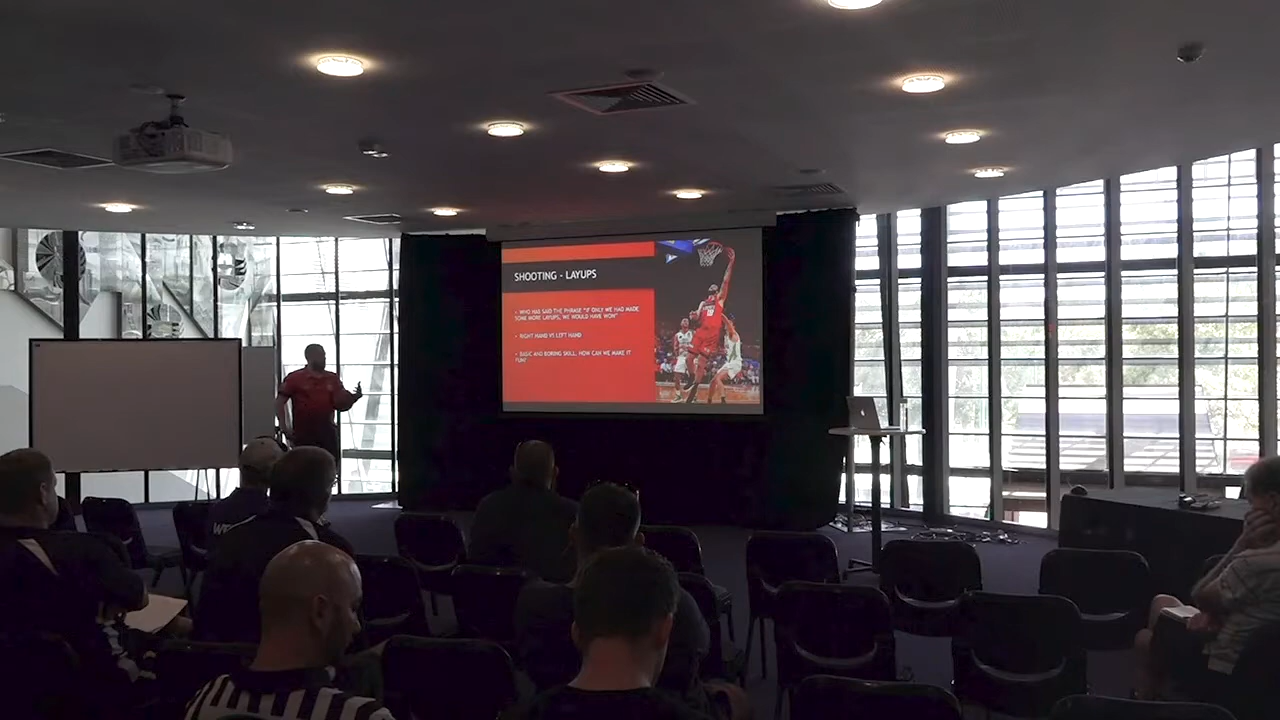 SHOOTING - LAYUPS
• WHO HAS SAID THE PHRASE "IF ONLY WE HAD MADE
SOME MORE LAYUPS, WE WOULD HAVE WON"
• RIGHT HAND VS LEFT HAND
• BASIC AND BORING SKILL. HOW CAN WE MAKE IT
FUN?